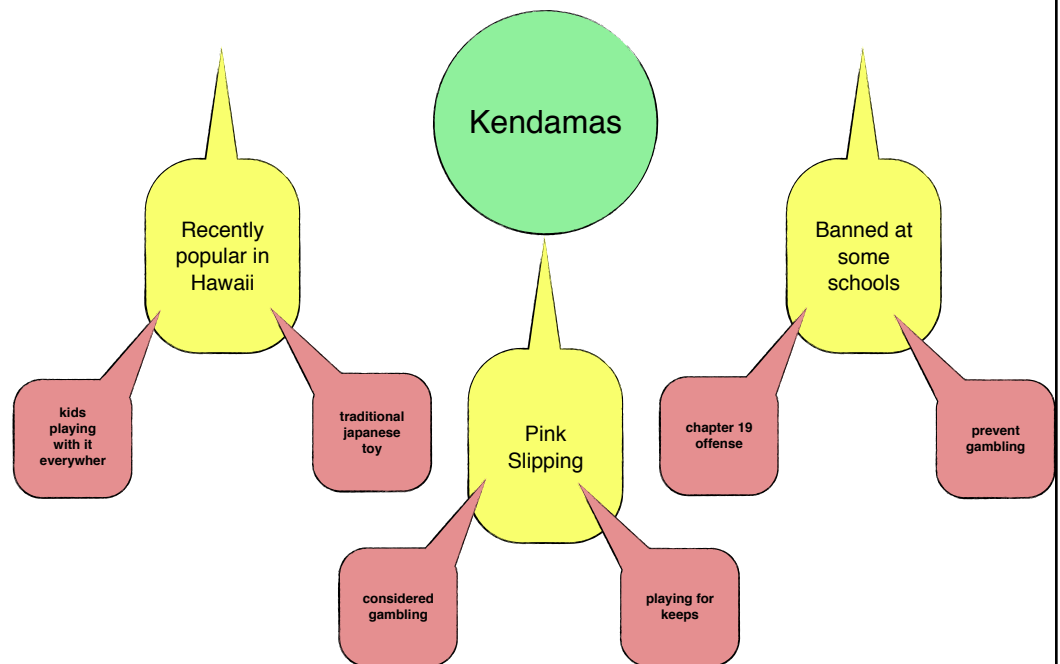 Kendamas
Recently
popular in
Hawaii
Banned at
some
schools
kids
playing
with it
everywher
traditional
japanese
toy
Pink
Slipping
chapter 19
offense
prevent
gambling
considered
gambling
playing for
keeps